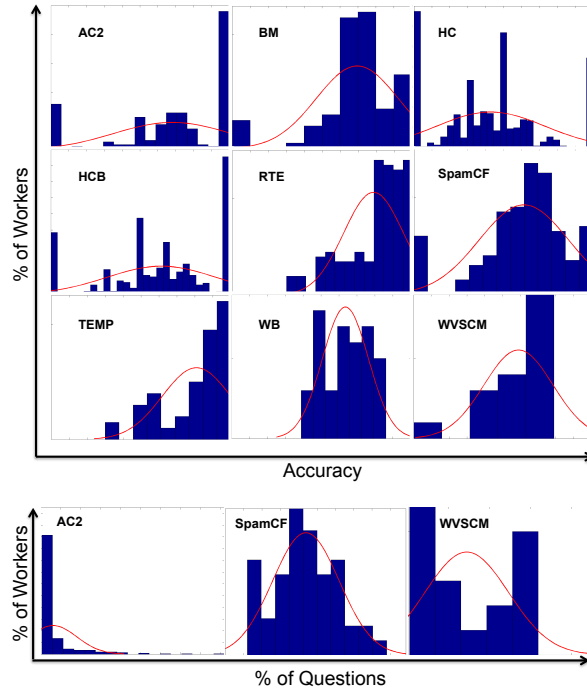 AC2 BM HC
HCB RTE SpamCF
TEMP WB WVSCM
% of Workers
Accuracy
AC2 SpamCF WVSCM
% of Workers
% of Questions